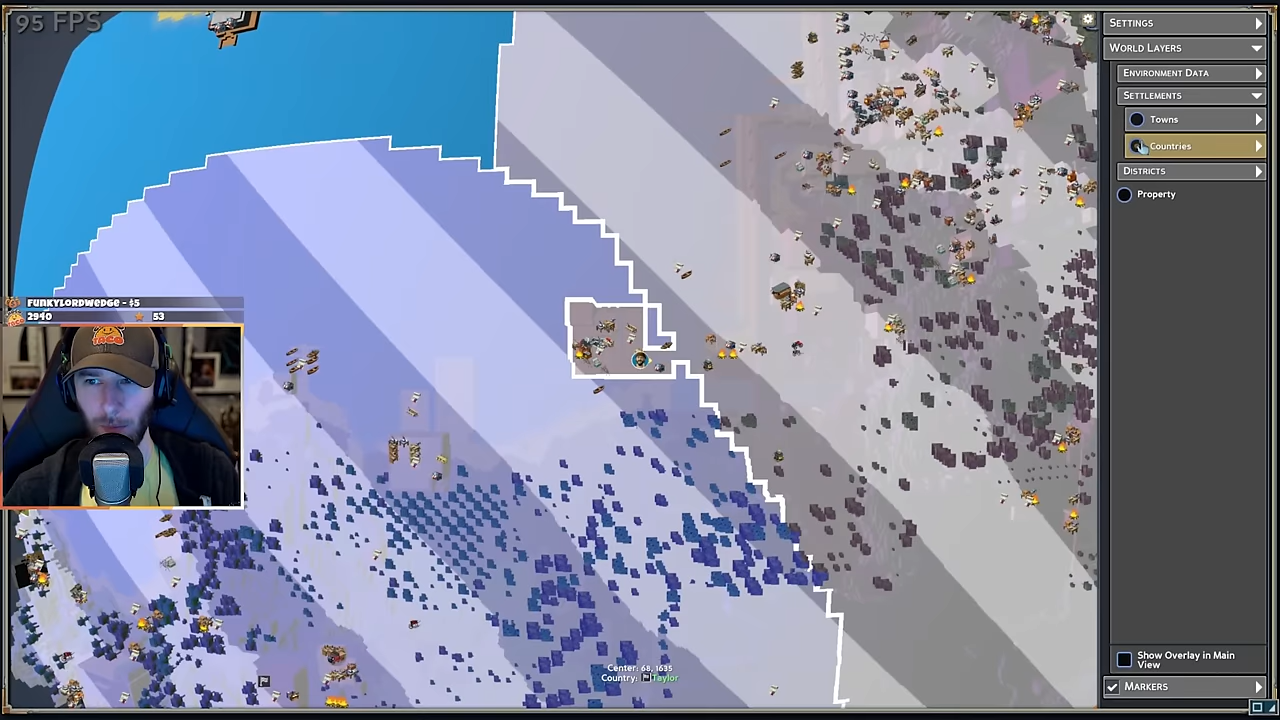 95 FPS
SETTINGS
WORLD LAYERS
ENVIRONMENT DATA
SETTLEMENTS
Towns
Countries
DISTRICTS
Property
FUNKYLORDWEDGE - $5
2940 53
TACO
Center: 68, 1635
Country: Taylor
Show Overlay in Main
View
MARKERS